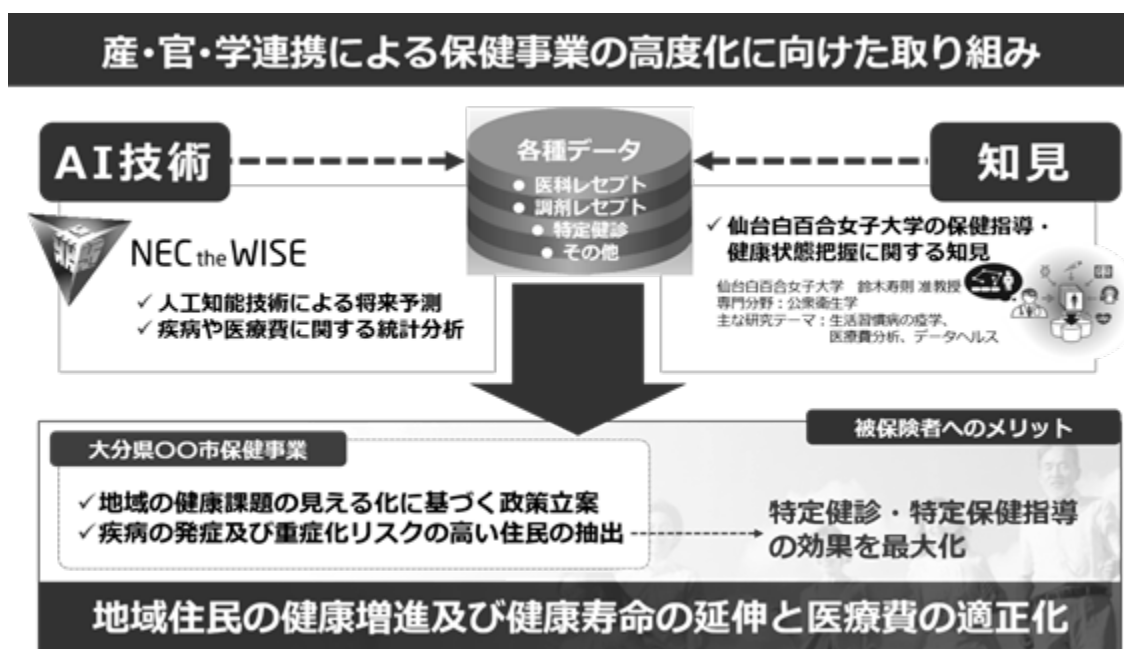 産・官・学連携による保健事業の高度化に向けた取り組み
AI技術
各種データ
● 医科レセプト
● 調剤レセプト
● 特定健診
● その他
知見
NEC the WISE
✓人工知能技術による将来予測
✓疾病や医療費に関する統計分析
✓仙台白百合女子大学の保健指導・
健康状態把握に関する知見
仙台白百合女子大学 鈴木寿則 准教授
専門分野：公衆衛生学
主な研究テーマ：生活習慣病の疫学、
医療費分析、データヘルス
被保険者へのメリット
大分県〇〇市保健事業
✓地域の健康課題の見える化に基づく政策立案
✓疾病の発症及び重症化リスクの高い住民の抽出
特定健診・特定保健指導
の効果を最大化
地域住民の健康増進及び健康寿命の延伸と医療費の適正化